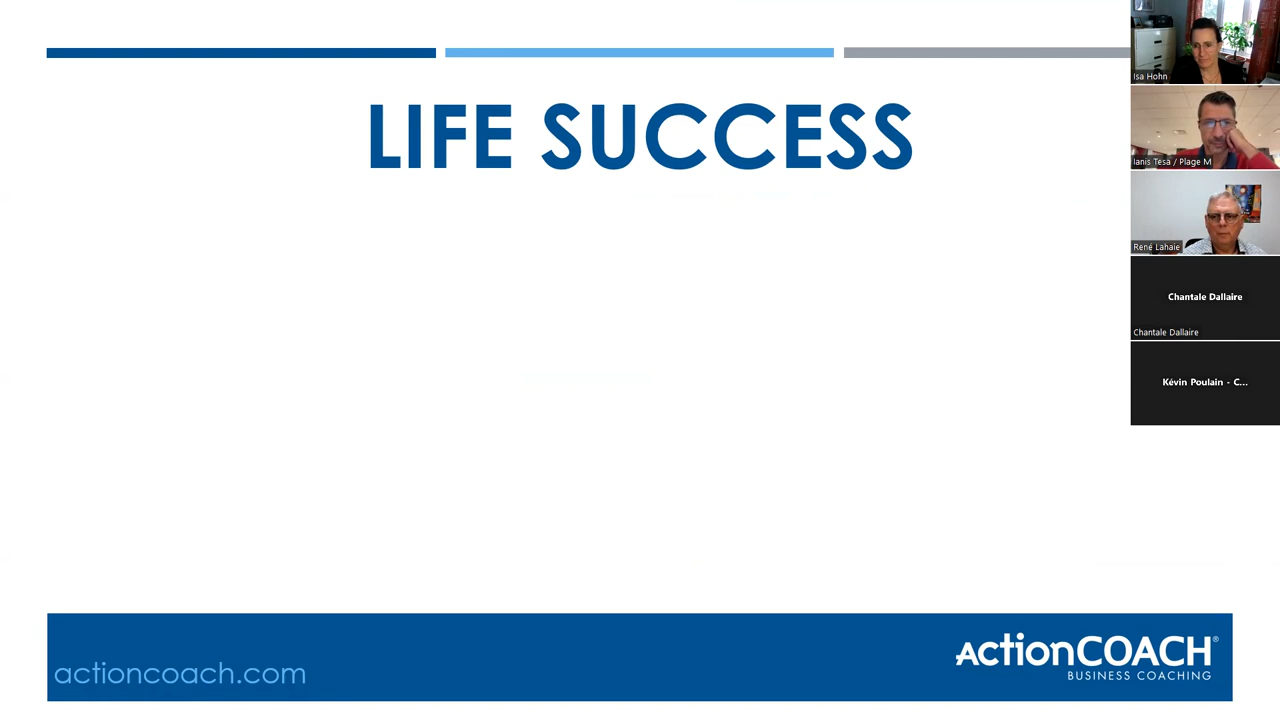 LIFE SUCCESS
Isa Hohn
Ianis Tesa / Plage M
René Lahaie
Chantale Dallaire
Chantale Dallaire
Kévin Poulain - C...
actioncoach.com
ActionCOACH®
BUSINESS COACHING